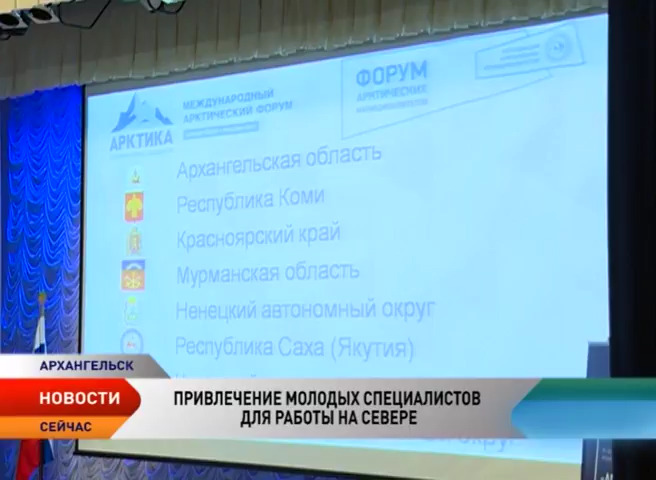 АРКТИКА
МЕЖДУНАРОДНЫЙ
АРКТИЧЕСКИЙ ФОРУМ
ФОРУМ
АРКТИЧЕСКИХ
Архангельская область
Республика Коми
Красноярский край
Мурманская область
Ненецкий автономный округ
Республика Саха (Якутия)
АРХАНГЕЛЬСК
НОВОСТИ
СЕЙЧАС
ПРИВЛЕЧЕНИЕ МОЛОДЫХ СПЕЦИАЛИСТОВ
ДЛЯ РАБОТЫ НА СЕВЕРЕ